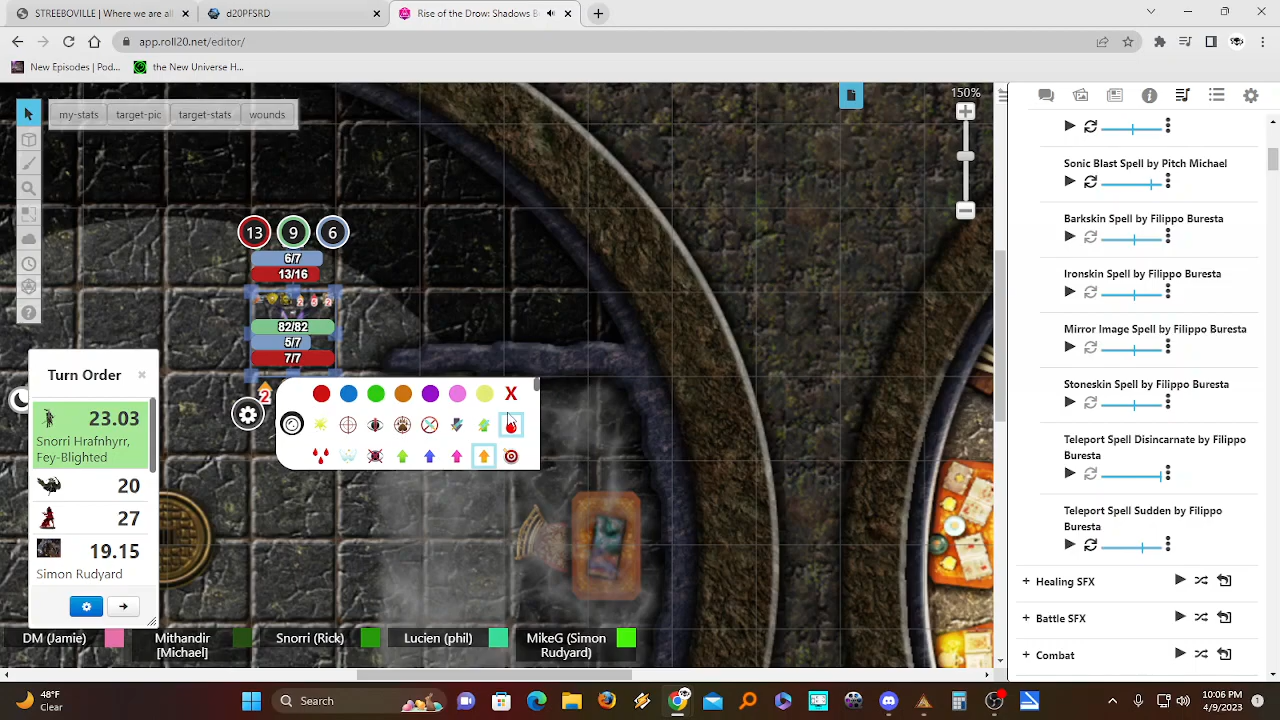 STREBOVILLE | Where all
d20PFSRD
Rise of the Drow: Shadows B
app.roll20.net/editor/
New Episodes | Pod...
the New Universe H...
my-stats
target-pic
target-stats
wounds
150%
13
9
6
6/7
13/16
82/82
5/7
7/7
2
Turn Order
23.03
Snorri Hrafnhyrr,
Fey-Blighted
20
27
19.15
Simon Rudyard
DM (Jamie)
Mithandir
[Michael]
Snorri (Rick)
Lucien (phil)
MikeG (Simon
Rudyard)
Sonic Blast Spell by Pitch Michael
Barkskin Spell by Filippo Buresta
Ironskin Spell by Filippo Buresta
Mirror Image Spell by Filippo Buresta
Stoneskin Spell by Filippo Buresta
Teleport Spell Disincarnate by Filippo
Buresta
Teleport Spell Sudden by Filippo
Buresta
+ Healing SFX
+ Battle SFX
+ Combat
48°F
Clear
Search
10:06 PM
4/9/2023
1